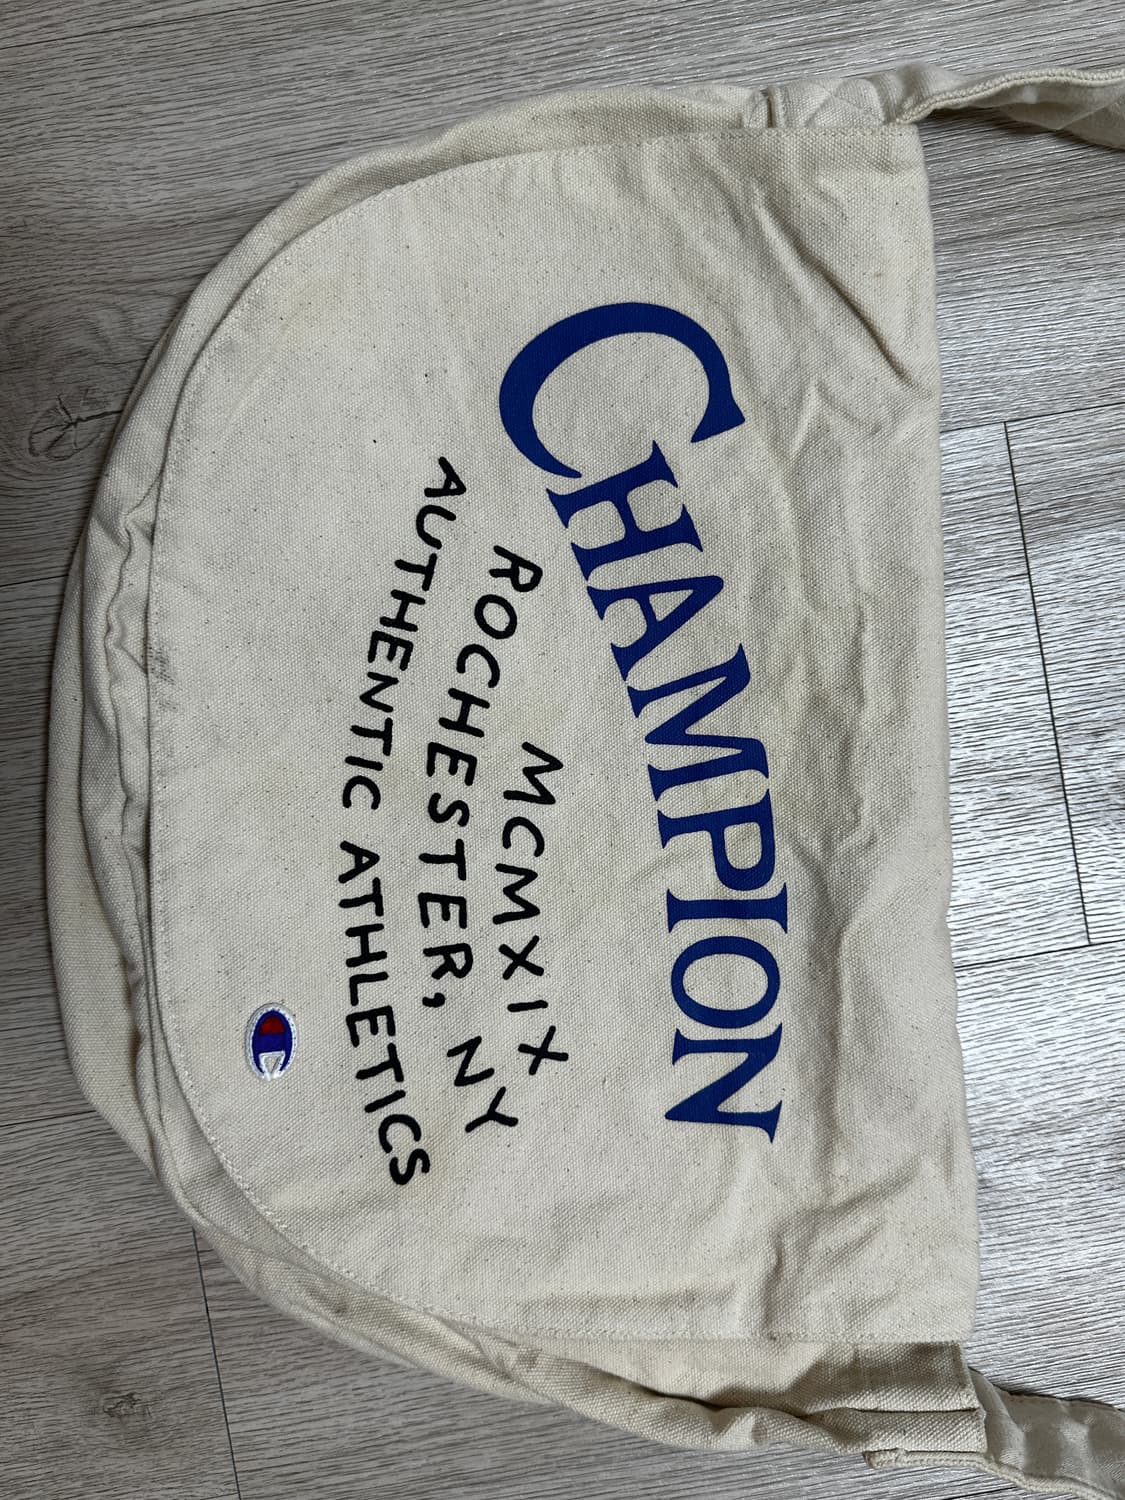 CHAMPION
MCMXIX
ROCHESTER, NY
AUTHENTIC ATHLETICS